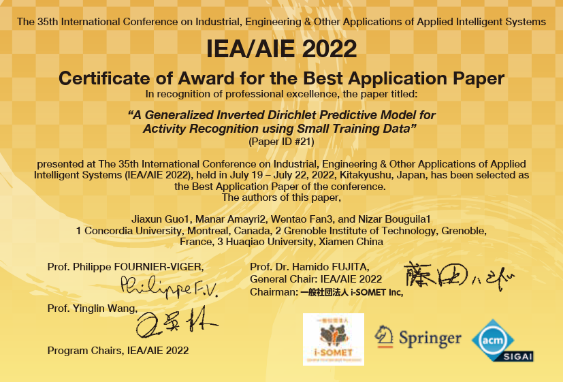 The 35th International Conference on Industrial, Engineering & Other Applications of Applied Intelligent Systems
IEA/AIE 2022
Certificate of Award for the Best Application Paper
In recognition of professional excellence, the paper titled:
“A Generalized Inverted Dirichlet Predictive Model for
Activity Recognition using Small Training Data”
(Paper ID #21)
presented at The 35th International Conference on Industrial, Engineering & Other Applications of Applied
Intelligent Systems (IEA/AIE 2022), held in July 19 – July 22, 2022, Kitakyushu, Japan, has been selected as
the Best Application Paper of the conference.
The authors of this paper,
Jiaxun Guo1, Manar Amayri2, Wentao Fan3, and Nizar Bouguila1
1 Concordia University, Montreal, Canada, 2 Grenoble Institute of Technology, Grenoble,
France, 3 Huaqiao University, Xiamen China
Prof. Philippe FOURNIER-VIGER,
Philippe F.V.
Prof. Yinglin Wang,
Program Chairs, IEA/AIE 2022
Prof. Dr. Hamido FUJITA,
General Chair: IEA/AIE 2022
Chairman: 一般社団法人 i-SOMET Inc,
藤田ハミド
一般社団法人
i-SOMET
Springer
acm
SIGAI